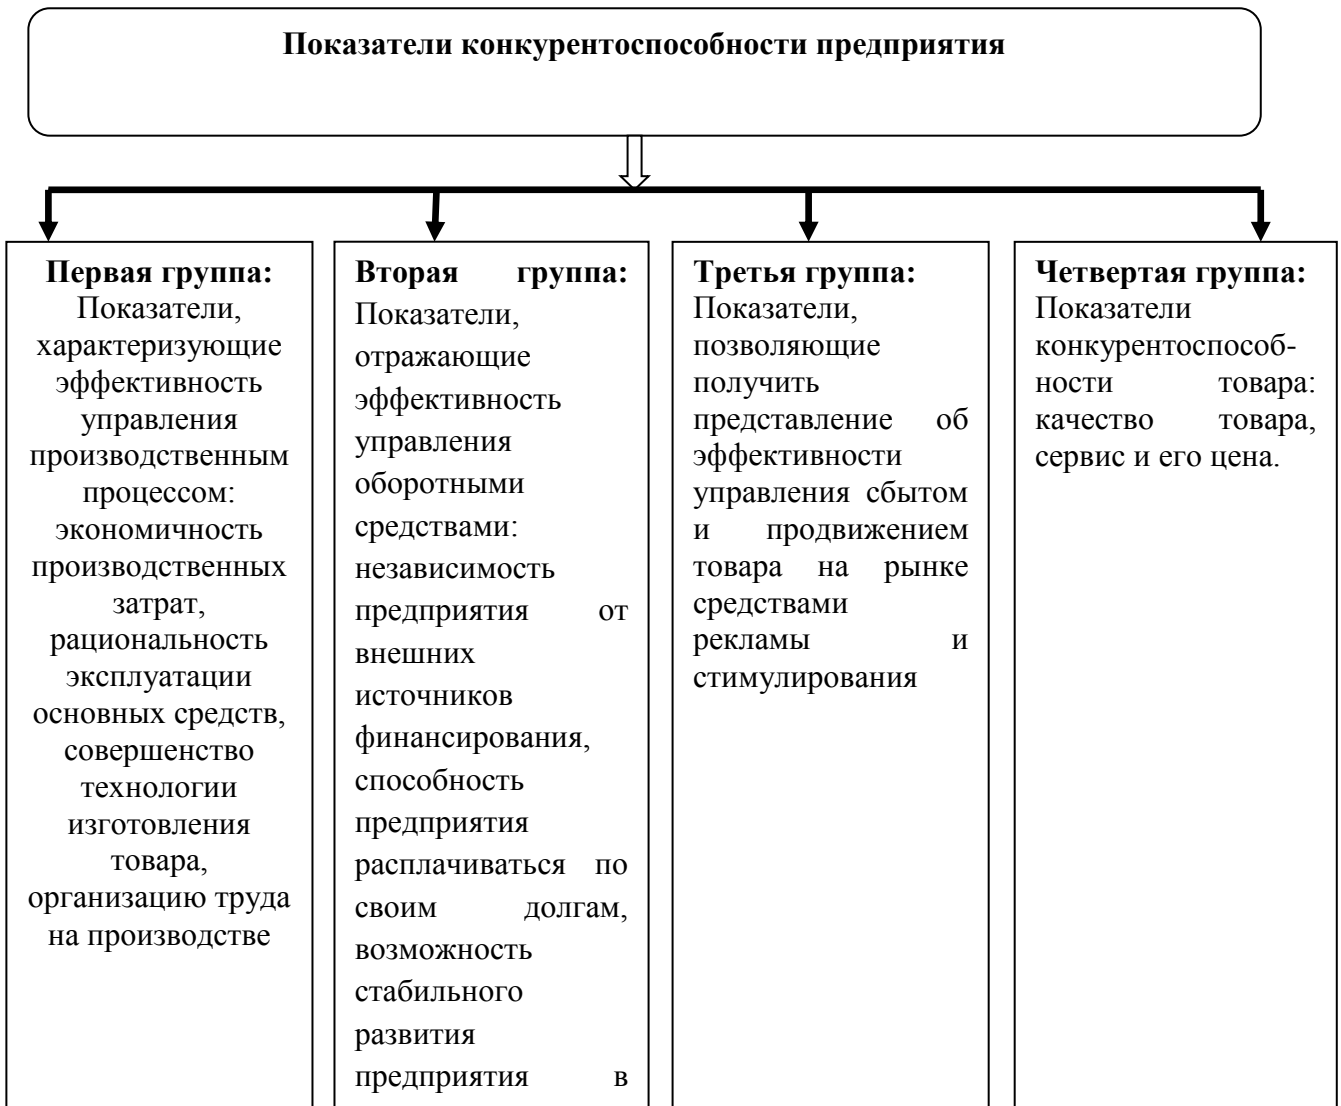 Показатели конкурентоспособности предприятия
Первая группа:
Показатели,
характеризующие
эффективность
управления
производственным
процессом:
экономичность
производственных
затрат,
рациональность
эксплуатации
основных средств,
совершенство
технологии
изготовления
товара,
организацию труда
на производстве
Вторая группа:
Показатели,
отражающие
эффективность
управления
оборотными
средствами:
независимость
предприятия от
внешних
источников
финансирования,
способность
предприятия
расплачиваться по
своим долгам,
возможность
стабильного
развития
предприятия в
Третья группа:
Показатели,
позволяющие
получить
представление об
эффективности
управления сбытом
и продвижением
товара на рынке
средствами
рекламы и
стимулирования
Четвертая группа:
Показатели
конкурентоспособ-
ности товара:
качество товара,
сервис и его цена.